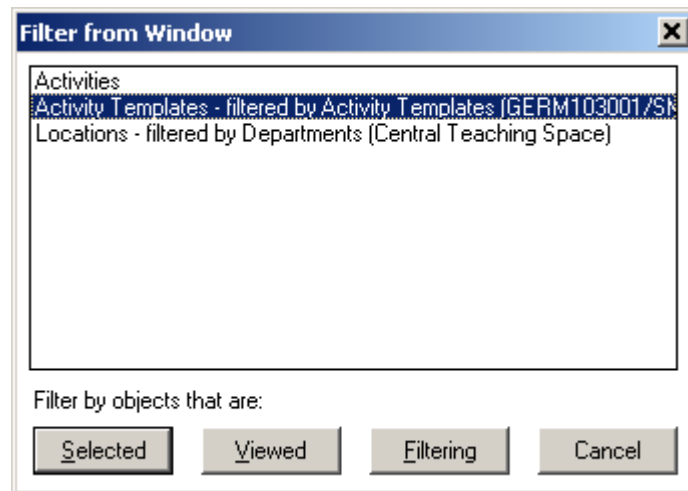 Filter from Window
Activities
Activity Templates - filtered by Activity Templates (GERM103001/SM
Locations - filtered by Departments (Central Teaching Space)
Filter by objects that are:
Selected Viewed Filtering Cancel